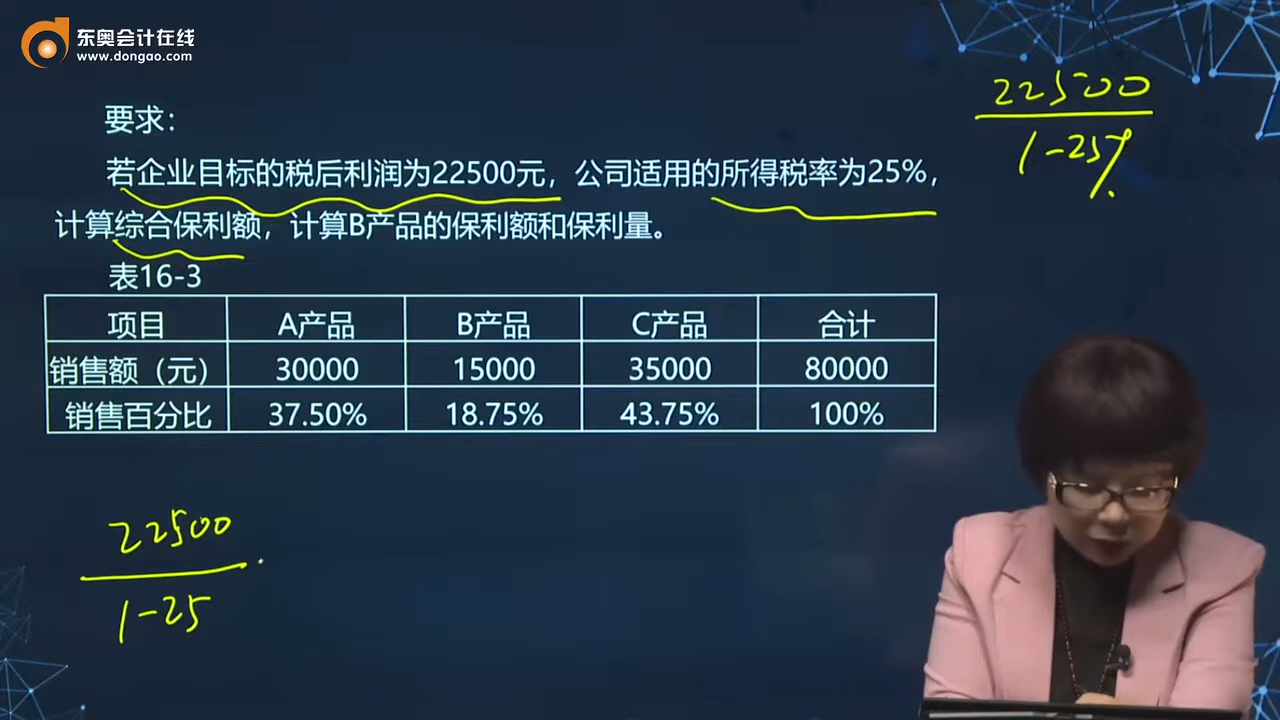 东奥会计在线
www.dongao.com
22500
1-25%
要求：
若企业目标的税后利润为22500元，公司适用的所得税率为25%，
计算综合保利额，计算B产品的保利额和保利量。
表16-3
项目 A产品 B产品 C产品 合计
销售额（元） 30000 15000 35000 80000
销售百分比 37.50% 18.75% 43.75% 100%
22500
1-25